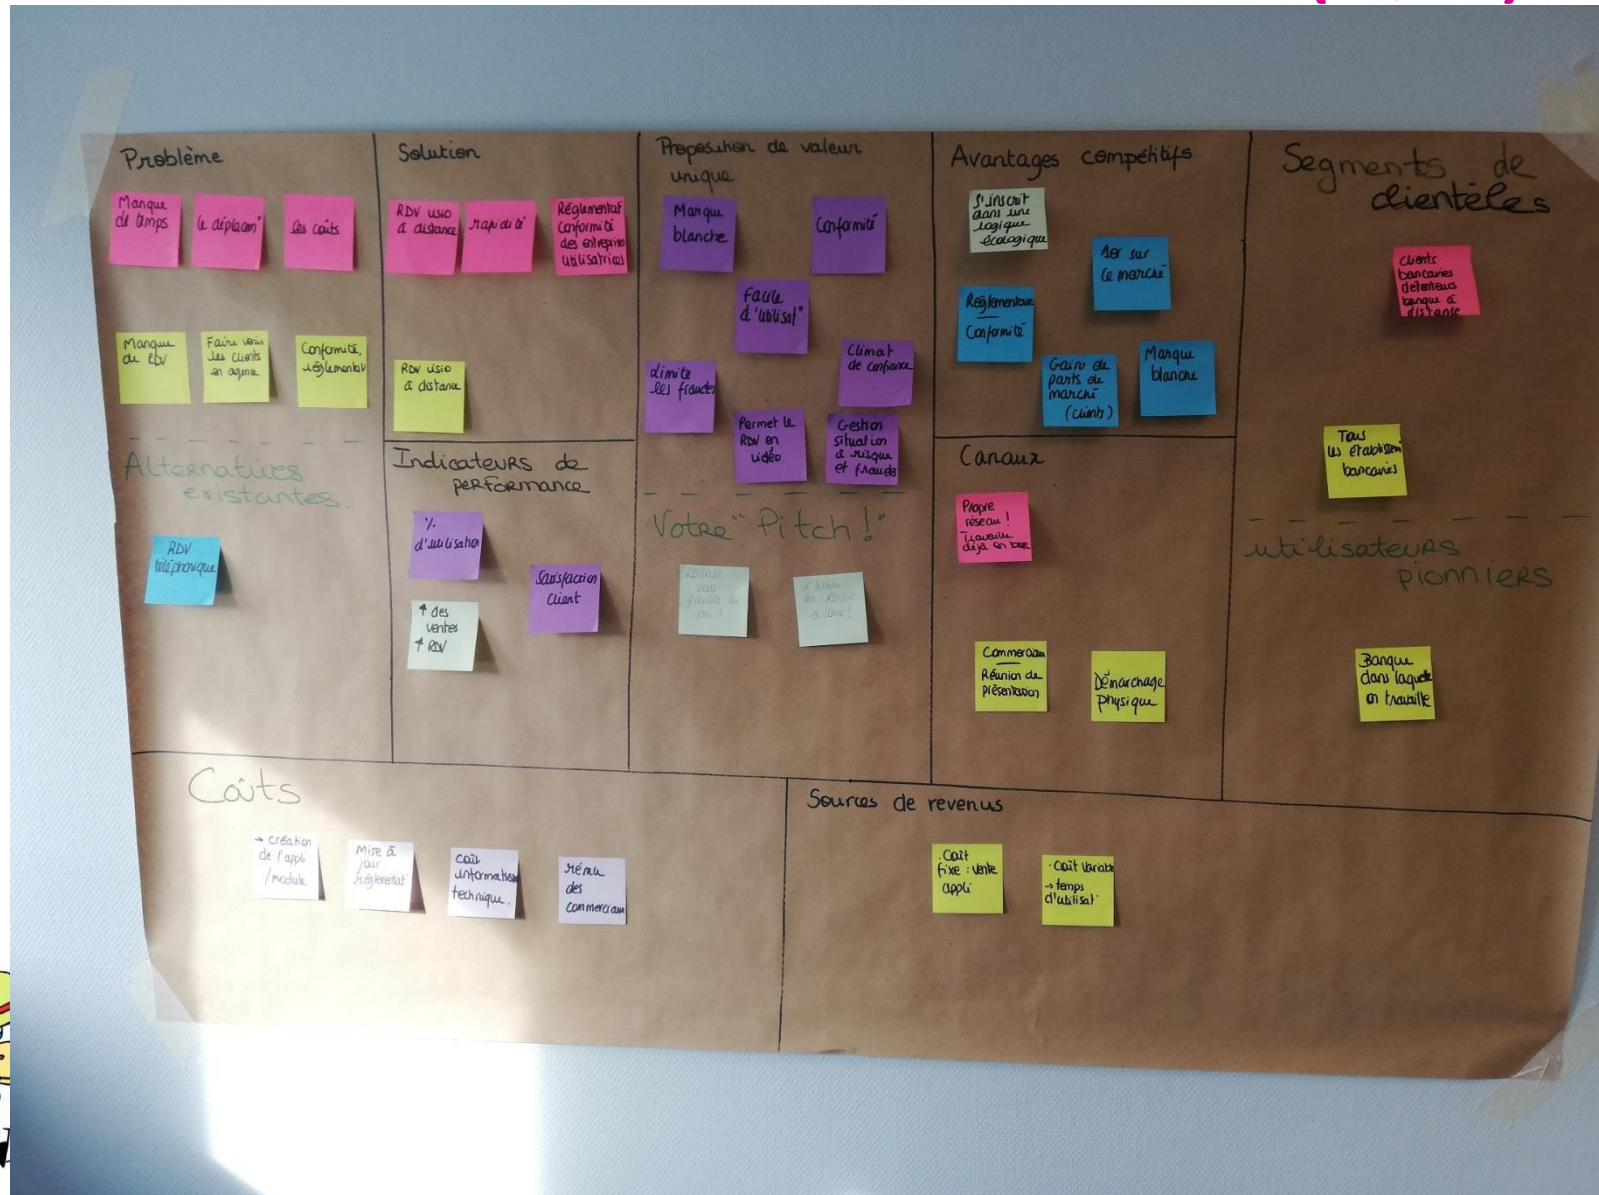 Problème
Manque
de temps
le déplacem°
les coûts
Manque
de RDV
Faire venir
les clients
en agence
Conformité,
réglementat°
Alternatives
existantes.
RDV
téléphonique
Solution
RDV visio
à distance
rapidité
Réglementat°
Conformité
des entreprises
utilisatrices
RDV visio
à distance
Indicateurs de
performance
%
d'utilisation
Satisfaction
client
↑ des
ventes
↑ RDV
Proposition de valeur
unique
Marque
blanche
Conformité
Facile
d'utilisat°
Climat
de confiance
Limite
les fraudes
Permet le
RDV en
vidéo
Gestion
situation
à risque
et fraudes
Votre "Pitch!"
vous
facilite la
vie !
a sonné !
Avantages compétitifs
S'inscrit
dans une
logique
écologique
1er sur
le marché
Réglementaire
Conformité
Gain de
parts de
marché
(clients)
Marque
blanche
Canaux
Propre
réseau !
Travaille
déjà en bque
Commerciaux
Réunion de
présentation
Démarchage
physique
Segments de
clientèles
clients
bancaires
détenteurs
banque à
distance
Tous
les établissem
bancaires
utilisateurs
pionniers
Banque
dans laquelle
on travaille
Coûts
→ création
de l'appli
/module
Mise à
jour
réglementat°
coût
informatique
technique.
rému
des
commerciaux
Sources de revenus
. Coût
fixe : vente
appli
. Coût variable
→ temps
d'utilisat°